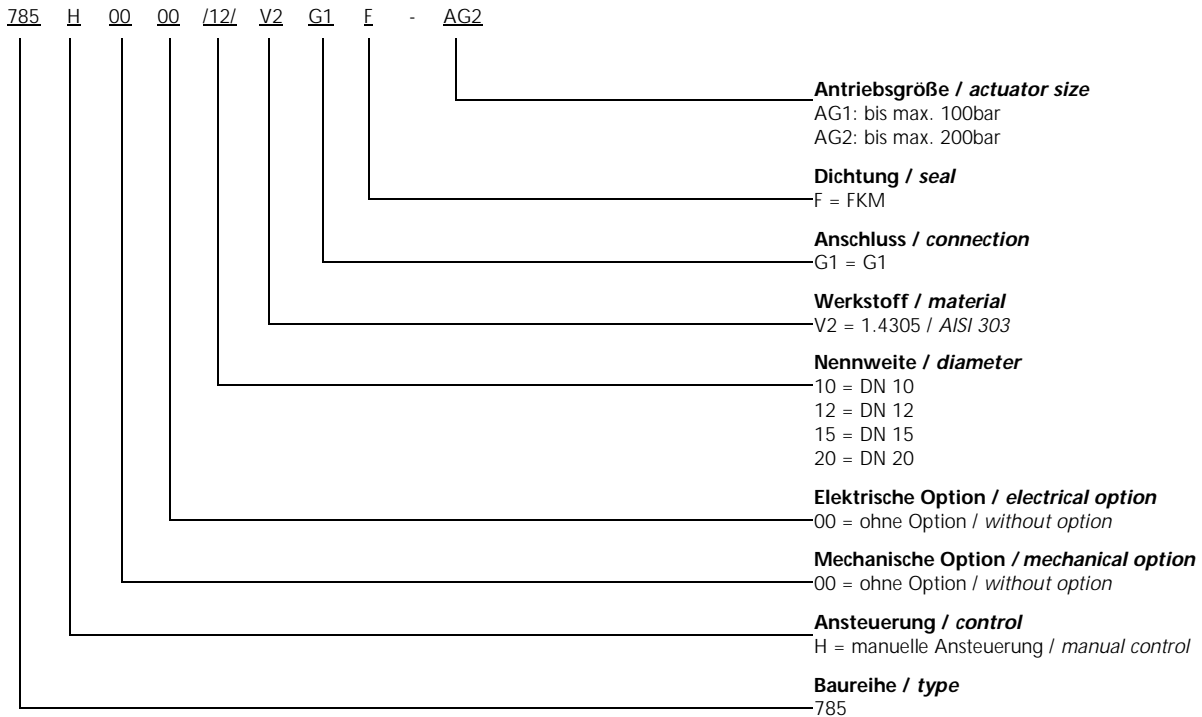 785 H 00 00 /12/ V2 G1 F - AG2
Antriebsgröße / actuator size
AG1: bis max. 100bar
AG2: bis max. 200bar
Dichtung / seal
F = FKM
Anschluss / connection
G1 = G1
Werkstoff / material
V2 = 1.4305 / AISI 303
Nennweite / diameter
10 = DN 10
12 = DN 12
15 = DN 15
20 = DN 20
Elektrische Option / electrical option
00 = ohne Option / without option
Mechanische Option / mechanical option
00 = ohne Option / without option
Ansteuerung / control
H = manuelle Ansteuerung / manual control
Baureihe / type
785